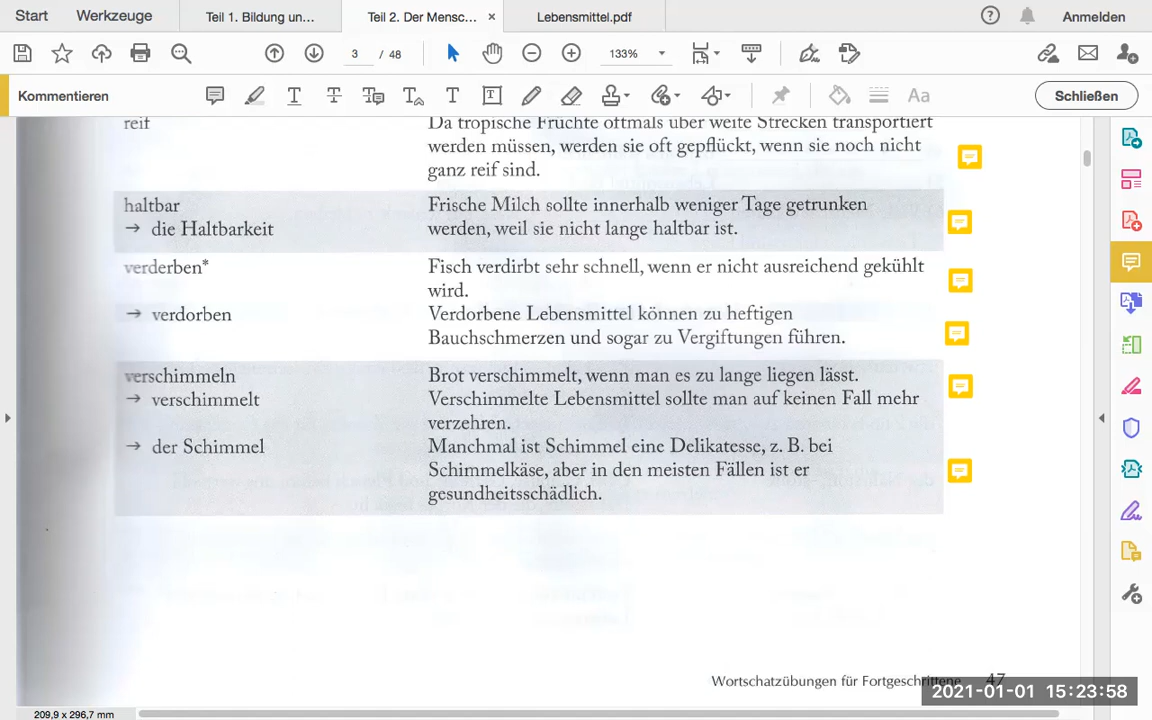 Start Werkzeuge Teil 1. Bildung un... Teil 2. Der Mensc... × Lebensmittel.pdf Anmelden
3 / 48 133%
Kommentieren Aa Schließen
reif Da tropische Früchte oftmals über weite Strecken transportiert
werden müssen, werden sie oft gepflückt, wenn sie noch nicht
ganz reif sind.
haltbar Frische Milch sollte innerhalb weniger Tage getrunken
→ die Haltbarkeit werden, weil sie nicht lange haltbar ist.
verderben* Fisch verdirbt sehr schnell, wenn er nicht ausreichend gekühlt
wird.
→ verdorben Verdorbene Lebensmittel können zu heftigen
Bauchschmerzen und sogar zu Vergiftungen führen.
verschimmeln Brot verschimmelt, wenn man es zu lange liegen lässt.
→ verschimmelt Verschimmelte Lebensmittel sollte man auf keinen Fall mehr
verzehren.
→ der Schimmel Manchmal ist Schimmel eine Delikatesse, z. B. bei
Schimmelkäse, aber in den meisten Fällen ist er
gesundheitsschädlich.
Wortschatzübungen für Fortgeschrittene 47
2021-01-01 15:23:58
209,9 x 296,7 mm